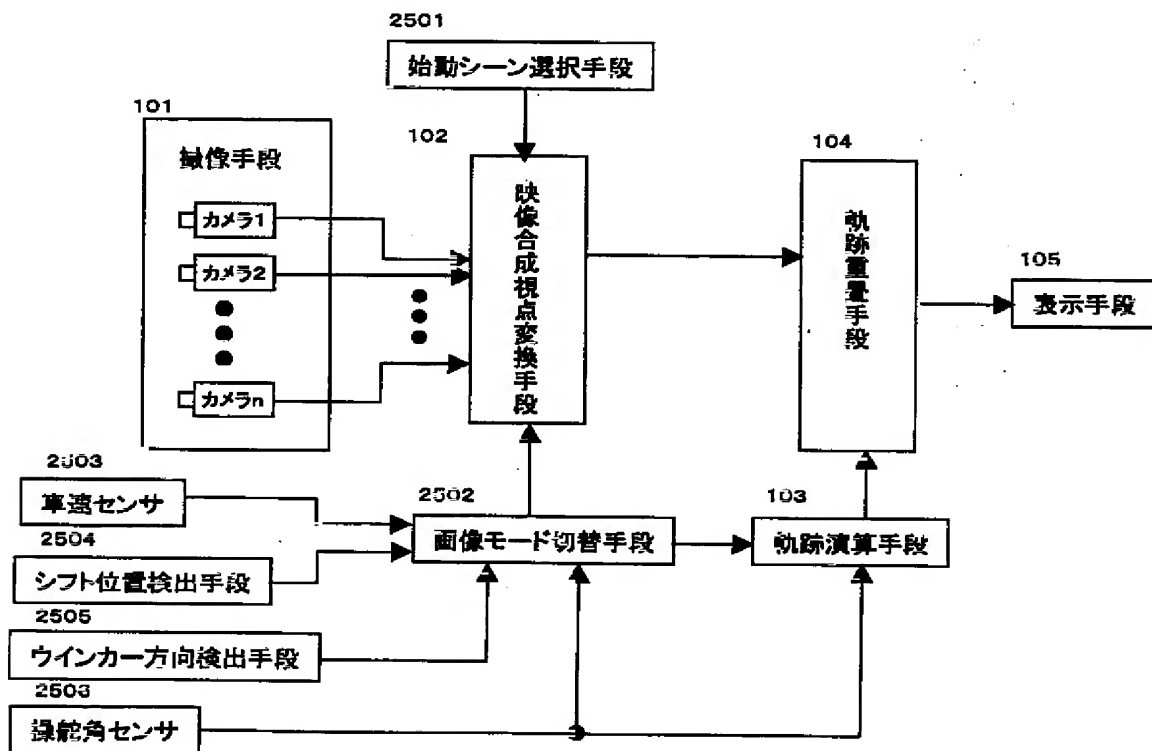 2501
始動シーン選択手段
101
撮像手段
カメラ1
カメラ2
カメラn
102
映像合成視点変換手段
104
軌跡重畳手段
105
表示手段
2503
車速センサ
2504
シフト位置検出手段
2505
ウインカー方向検出手段
2503
操舵角センサ
2502
画像モード切替手段
103
軌跡演算手段